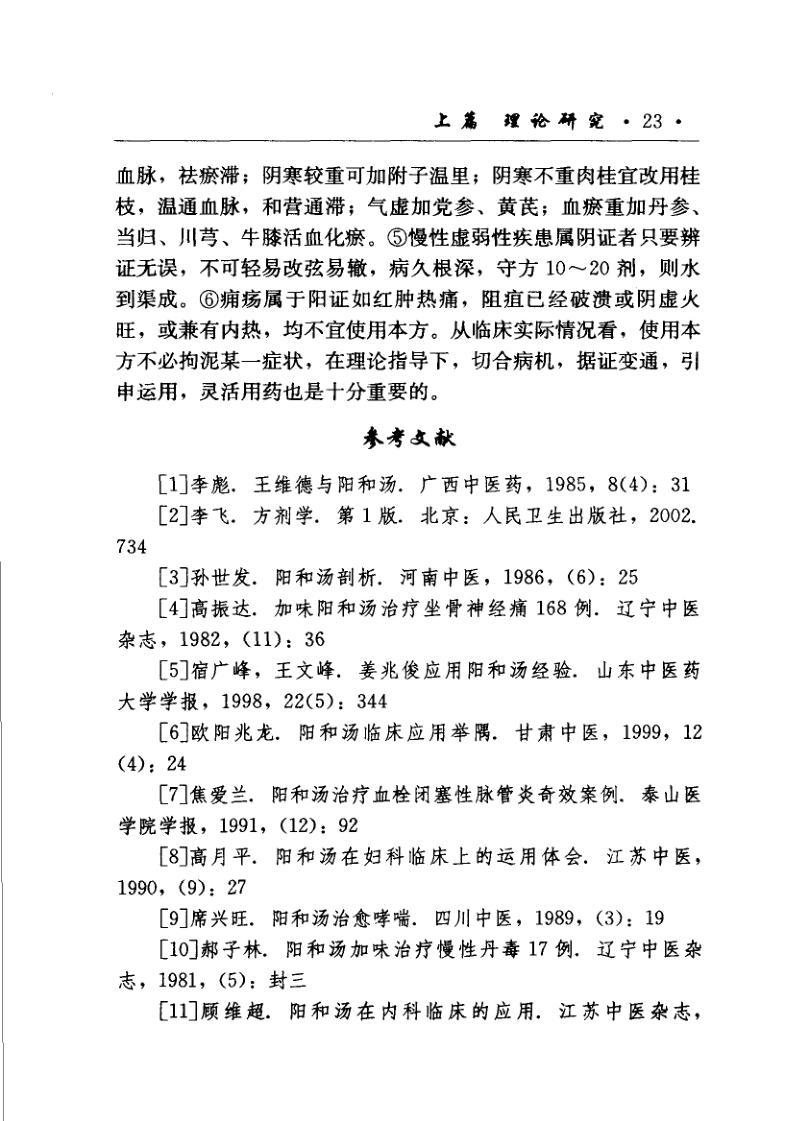 上篇 理论研究 · 23 ·
血脉，祛瘀滞；阴寒较重可加附子温里；阴寒不重肉桂宜改用桂
枝，温通血脉，和营通滞；气虚加党参、黄芪；血瘀重加丹参、
当归、川芎、牛膝活血化瘀。⑤慢性虚弱性疾患属阴证者只要辨
证无误，不可轻易改弦易辙，病久根深，守方 10～20 剂，则水
到渠成。⑥痈疡属于阳证如红肿热痛，阻疽已经破溃或阴虚火
旺，或兼有内热，均不宜使用本方。从临床实际情况看，使用本
方不必拘泥某一症状，在理论指导下，切合病机，据证变通，引
申运用，灵活用药也是十分重要的。
参考文献
[1]李彪. 王维德与阳和汤. 广西中医药，1985，8(4)：31
[2]李飞. 方剂学. 第 1 版. 北京：人民卫生出版社，2002.
734
[3]孙世发. 阳和汤剖析. 河南中医，1986，(6)：25
[4]高振达. 加味阳和汤治疗坐骨神经痛 168 例. 辽宁中医
杂志，1982，(11)：36
[5]宿广峰，王文峰. 姜兆俊应用阳和汤经验. 山东中医药
大学学报，1998，22(5)：344
[6]欧阳兆龙. 阳和汤临床应用举隅. 甘肃中医，1999，12
(4)：24
[7]焦爱兰. 阳和汤治疗血栓闭塞性脉管炎奇效案例. 泰山医
学院学报，1991，(12)：92
[8]高月平. 阳和汤在妇科临床上的运用体会. 江苏中医，
1990，(9)：27
[9]席兴旺. 阳和汤治愈哮喘. 四川中医，1989，(3)：19
[10]郝子林. 阳和汤加味治疗慢性丹毒 17 例. 辽宁中医杂
志，1981，(5)：封三
[11]顾维超. 阳和汤在内科临床的应用. 江苏中医杂志，